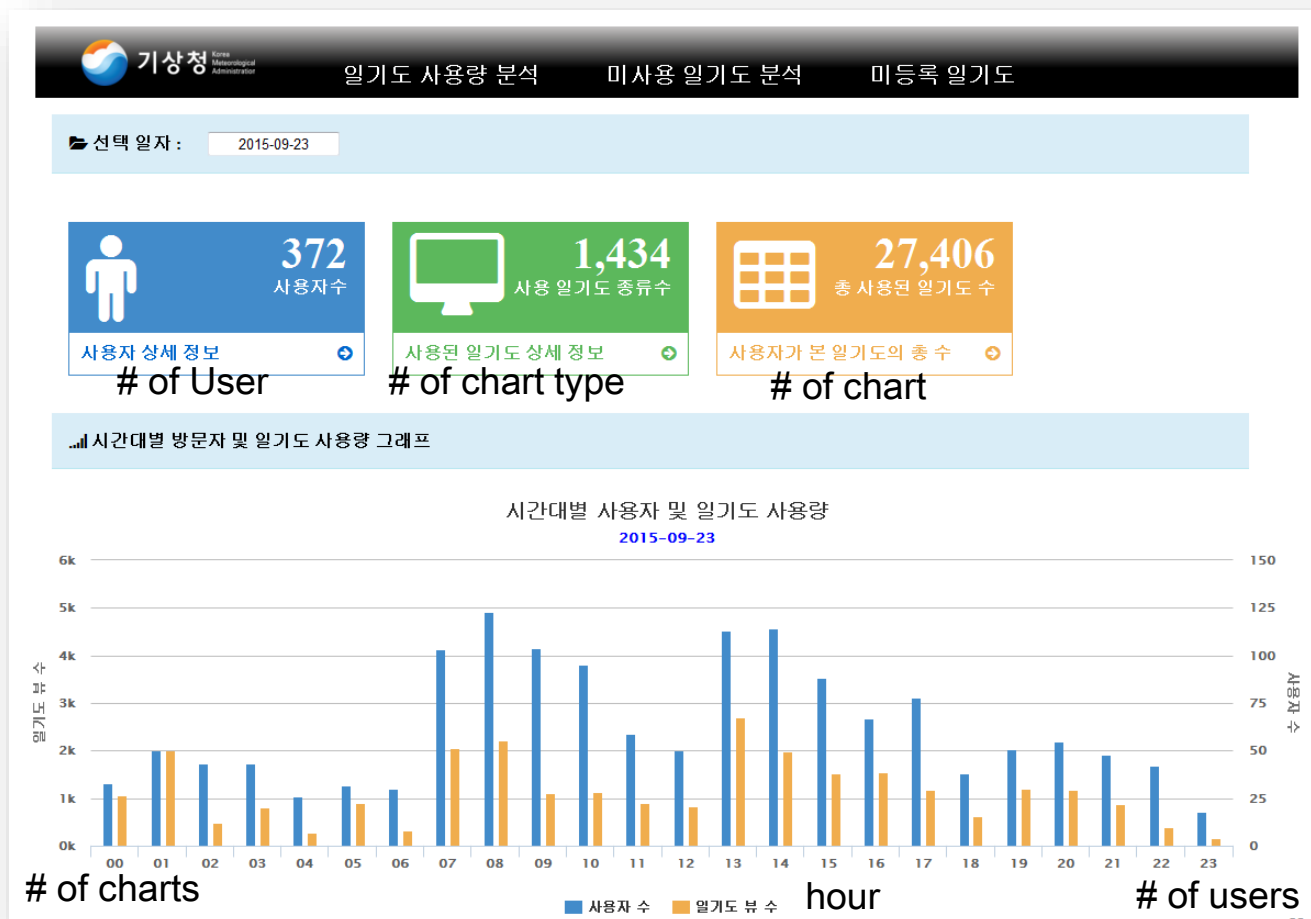 기상청 Korea Meteorological Administration
일기도 사용량 분석 미사용 일기도 분석 미등록 일기도
선택 일자 : 2015-09-23
372
사용자수
사용자 상세 정보
# of User
1,434
사용 일기도 종류수
사용된 일기도 상세 정보
# of chart type
27,406
총 사용된 일기도 수
사용자가 본 일기도의 총 수
# of chart
시간대별 방문자 및 일기도 사용량 그래프
시간대별 사용자 및 일기도 사용량
2015-09-23
6k 150
5k 125
4k 100
3k 75
2k 50
1k 25
0k 0
일기도 뷰 수
사용자 수
00 01 02 03 04 05 06 07 08 09 10 11 12 13 14 15 16 17 18 19 20 21 22 23
# of charts hour # of users
사용자 수 일기도 뷰 수